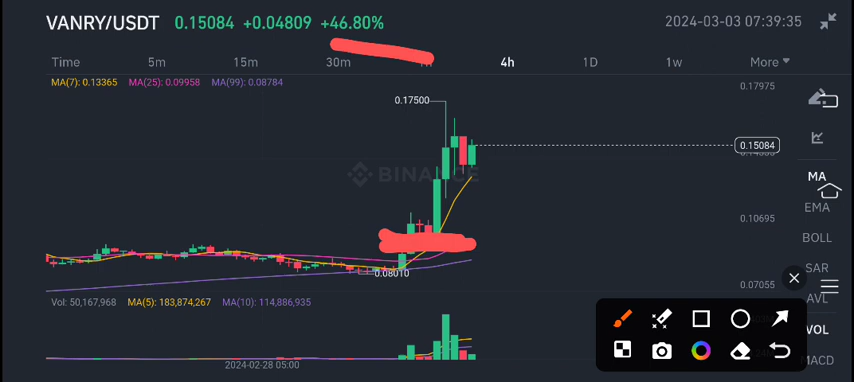 VANRY/USDT 0.15084 +0.04809 +46.80% 2024-03-03 07:39:35
Time 5m 15m 30m 4h 1D 1w More
MA(7): 0.13365 MA(25): 0.09958 MA(99): 0.08784
0.17975
0.17500
0.15084
BINANCE
MA
EMA
0.10695
BOLL
SAR
0.08010
0.07055
AVL
Vol: 50,167,968 MA(5): 183,874,267 MA(10): 114,886,935
VOL
MACD
2024-02-28 05:00